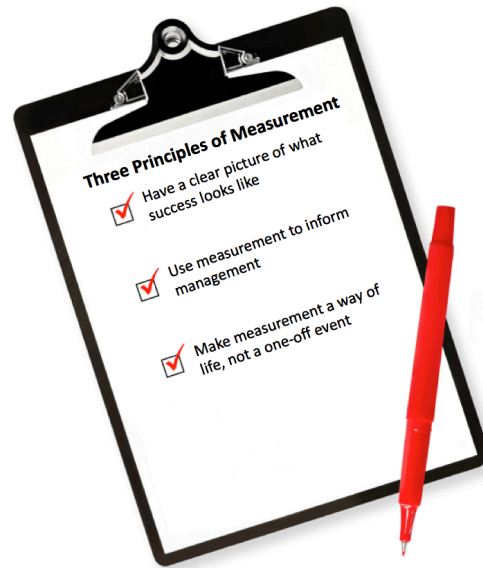 Three Principles of Measurement
Have a clear picture of what
success looks like
Use measurement to inform
management
Make measurement a way of
life, not a one-off event